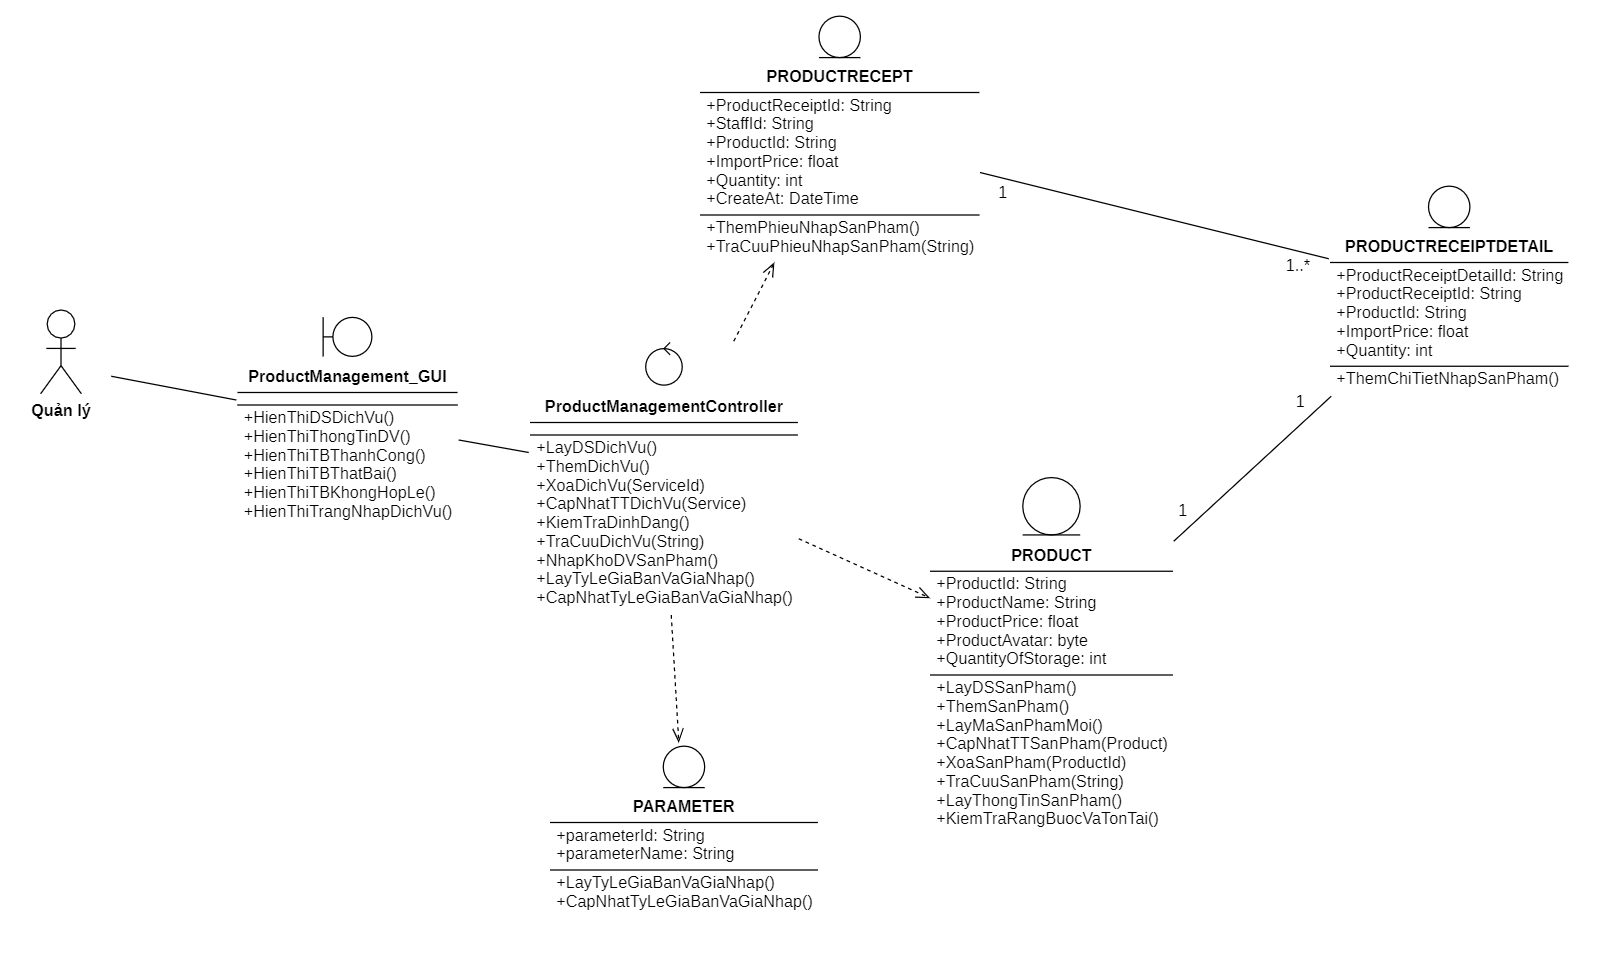 PRODUCTRECEPT
+ProductReceiptId: String
+StaffId: String
+ProductId: String
+ImportPrice: float
+Quantity: int
+CreateAt: DateTime
+ThemPhieuNhapSanPham()
+TraCuuPhieuNhapSanPham(String)
1
1..*
PRODUCTRECEIPTDETAIL
+ProductReceiptDetailId: String
+ProductReceiptId: String
+ProductId: String
+ImportPrice: float
+Quantity: int
+ThemChiTietNhapSanPham()
1
1
Quản lý
ProductManagement_GUI
+HienThiDSDichVu()
+HienThiThongTinDV()
+HienThiTBThanhCong()
+HienThiTBThatBai()
+HienThiTBKhongHopLe()
+HienThiTrangNhapDichVu()
ProductManagementController
+LayDSDichVu()
+ThemDichVu()
+XoaDichVu(ServiceId)
+CapNhatTTDichVu(Service)
+KiemTraDinhDang()
+TraCuuDichVu(String)
+NhapKhoDVSanPham()
+LayTyLeGiaBanVaGiaNhap()
+CapNhatTyLeGiaBanVaGiaNhap()
PRODUCT
+ProductId: String
+ProductName: String
+ProductPrice: float
+ProductAvatar: byte
+QuantityOfStorage: int
+LayDSSanPham()
+ThemSanPham()
+LayMaSanPhamMoi()
+CapNhatTTSanPham(Product)
+XoaSanPham(ProductId)
+TraCuuSanPham(String)
+LayThongTinSanPham()
+KiemTraRangBuocVaTonTai()
PARAMETER
+parameterId: String
+parameterName: String
+LayTyLeGiaBanVaGiaNhap()
+CapNhatTyLeGiaBanVaGiaNhap()